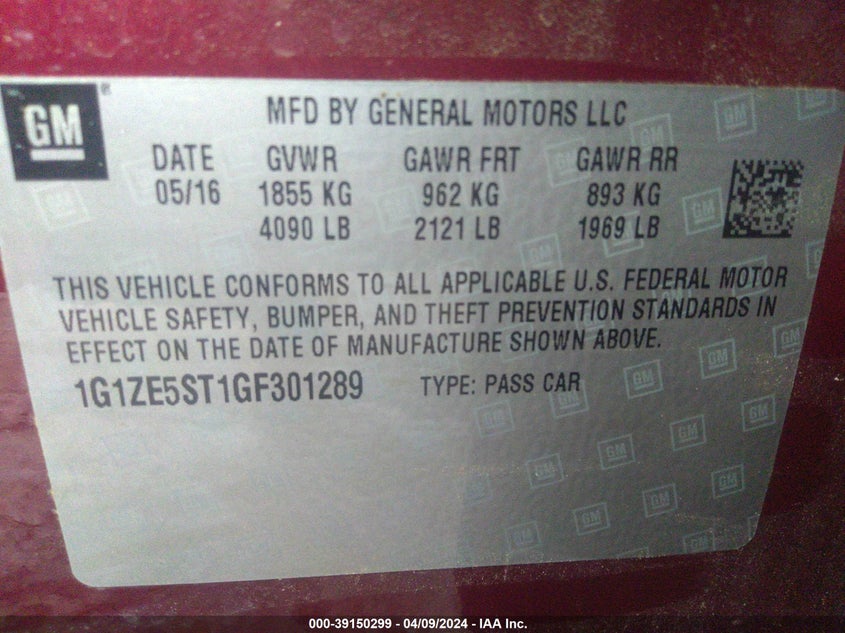 GM
MFD BY GENERAL MOTORS LLC
DATE GVWR GAWR FRT GAWR RR
05/16 1855 KG 962 KG 893 KG
4090 LB 2121 LB 1969 LB
THIS VEHICLE CONFORMS TO ALL APPLICABLE U.S. FEDERAL MOTOR
VEHICLE SAFETY, BUMPER, AND THEFT PREVENTION STANDARDS IN
EFFECT ON THE DATE OF MANUFACTURE SHOWN ABOVE.
1G1ZE5ST1GF301289 TYPE: PASS CAR
000-39150299 - 04/09/2024 - IAA Inc.